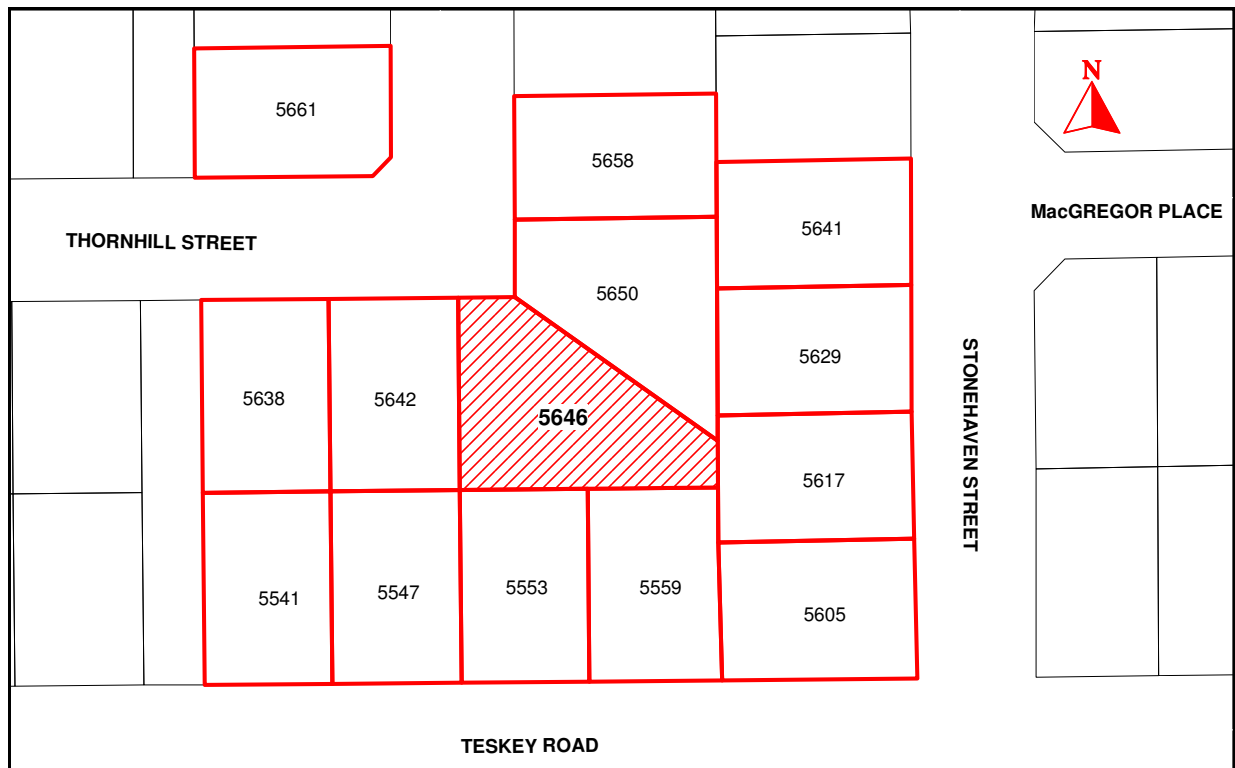 N
5661
5658
MacGREGOR PLACE
5641
THORNHILL STREET
5650
5629
5638
5642
5646
STONEHAVEN STREET
5617
5541
5547
5553
5559
5605
TESKEY ROAD